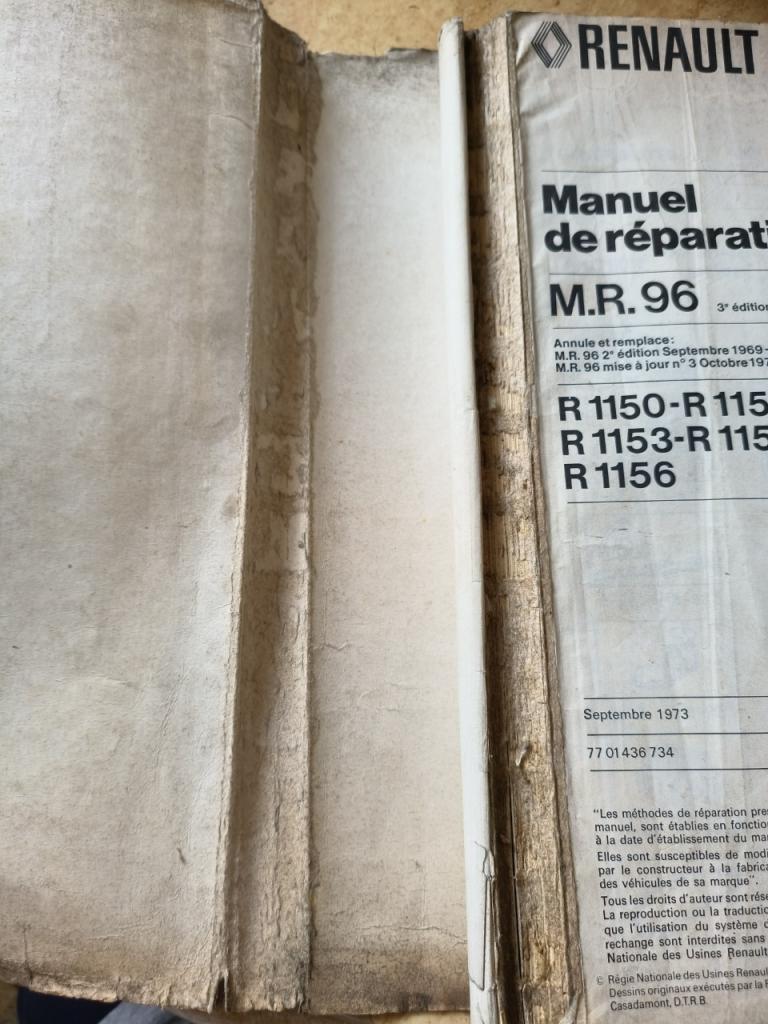 RENAULT
Manuel
de réparati
M.R. 96 3e édition
Annule et remplace:
M.R. 96 2e édition Septembre 1969-
M.R. 96 mise à jour n° 3 Octobre 197
R 1150-R 115
R 1153-R 115
R 1156
Septembre 1973
77 01 436 734
"Les méthodes de réparation pre
manuel, sont établies en fonctio
à la date d'établissement du ma
Elles sont susceptibles de modi
par le constructeur à la fabrica
des véhicules de sa marque".
Tous les droits d'auteur sont rése
La reproduction ou la traductio
que l'utilisation du système d
rechange sont interdites sans
Nationale des Usines Renault
© Régie Nationale des Usines Renaul
Dessins originaux exécutés par la R
Casadamont, D.T.R.B.